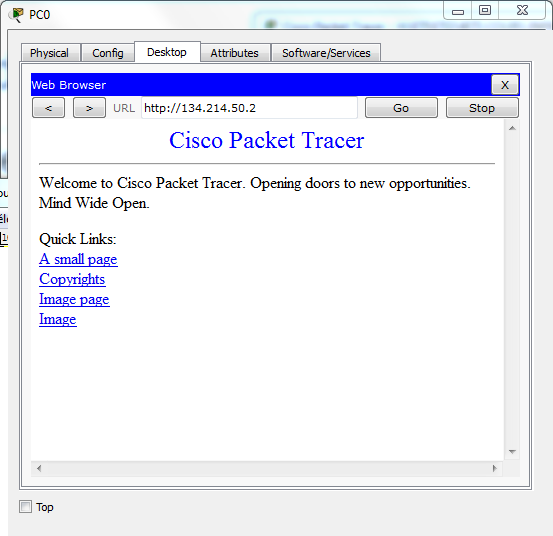 PC0
Physical Config Desktop Attributes Software/Services
Web Browser X
< > URL http://134.214.50.2 Go Stop
Cisco Packet Tracer
Welcome to Cisco Packet Tracer. Opening doors to new opportunities.
Mind Wide Open.
Quick Links:
A small page
Copyrights
Image page
Image
Top